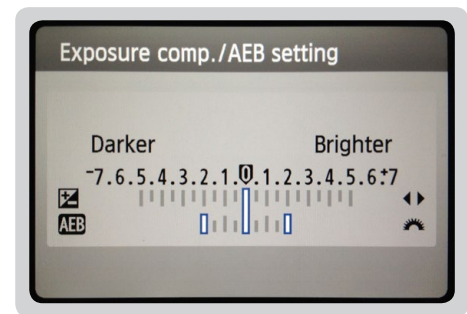 Exposure comp./AEB setting
Darker Brighter
-7.6.5.4.3.2.1.0.1.2.3.4.5.6.+7
AEB